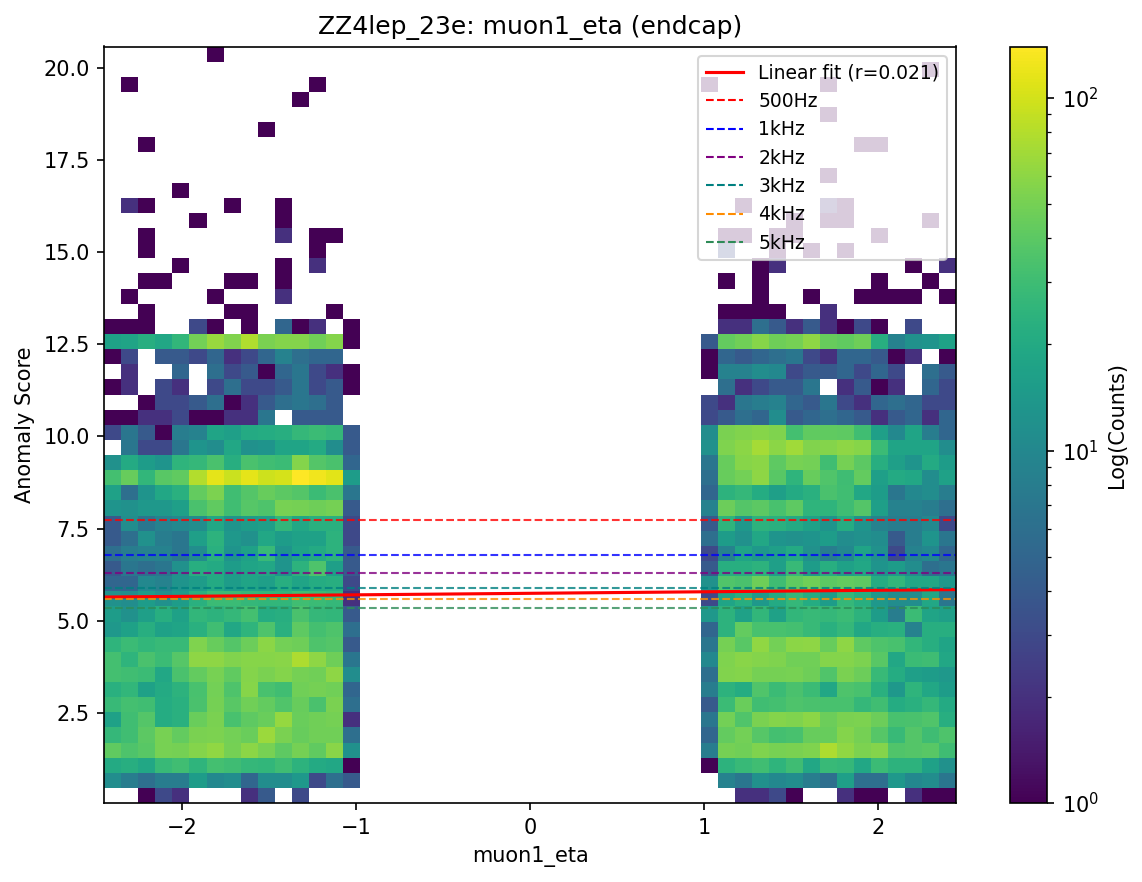 ZZ4lep_23e: muon1_eta (endcap)
20.0
17.5
15.0
12.5
10.0
7.5
5.0
2.5
Anomaly Score
−2
−1
0
1
2
muon1_eta
Linear fit (r=0.021)
500Hz
1kHz
2kHz
3kHz
4kHz
5kHz
10²
10¹
10⁰
Log(Counts)